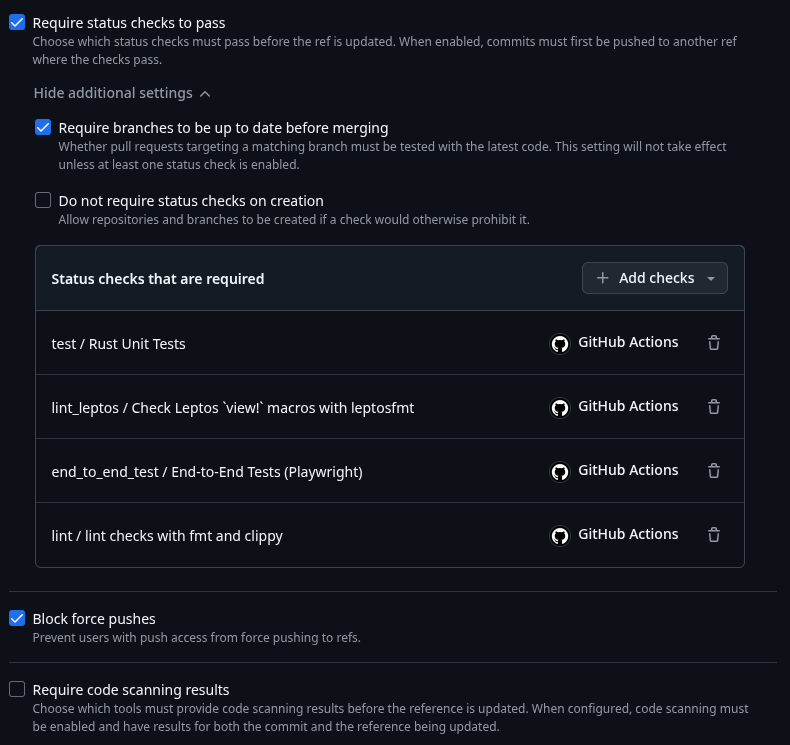 Require status checks to pass
Choose which status checks must pass before the ref is updated. When enabled, commits must first be pushed to another ref
where the checks pass.
Hide additional settings
Require branches to be up to date before merging
Whether pull requests targeting a matching branch must be tested with the latest code. This setting will not take effect
unless at least one status check is enabled.
Do not require status checks on creation
Allow repositories and branches to be created if a check would otherwise prohibit it.
Status checks that are required
Add checks
test / Rust Unit Tests
GitHub Actions
lint_leptos / Check Leptos `view!` macros with leptosfmt
GitHub Actions
end_to_end_test / End-to-End Tests (Playwright)
GitHub Actions
lint / lint checks with fmt and clippy
GitHub Actions
Block force pushes
Prevent users with push access from force pushing to refs.
Require code scanning results
Choose which tools must provide code scanning results before the reference is updated. When configured, code scanning must
be enabled and have results for both the commit and the reference being updated.